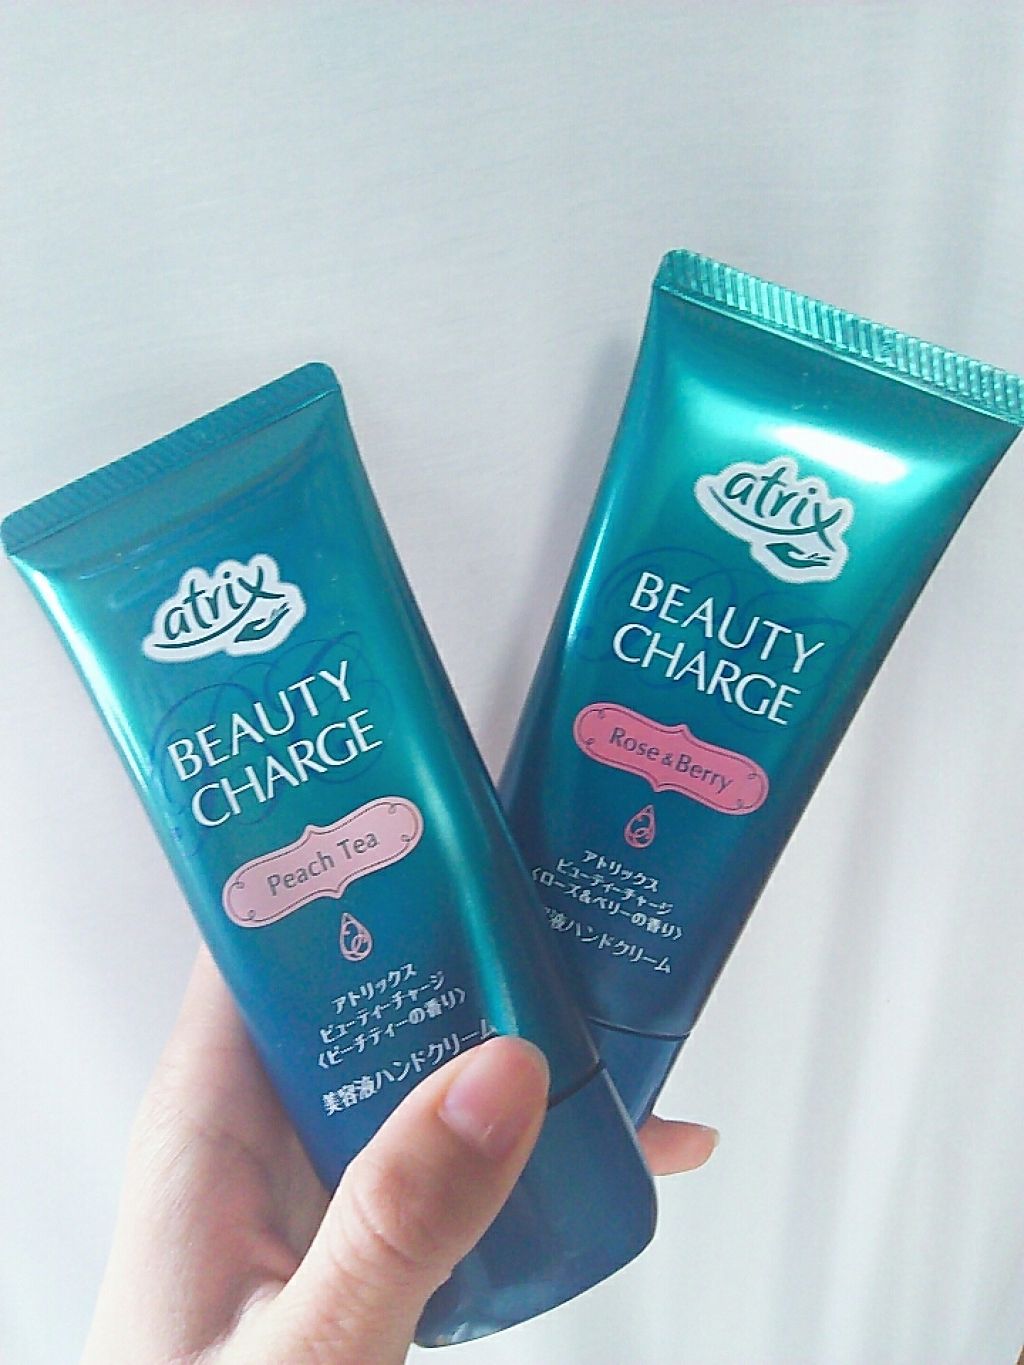 atrix
BEAUTY
CHARGE
Peach Tea
アトリックス
ビューティーチャージ
〈ピーチティーの香り〉
美容液ハンドクリーム
atrix
BEAUTY
CHARGE
Rose & Berry
アトリックス
ビューティーチャージ
〈ローズ&ベリーの香り〉
液ハンドクリーム